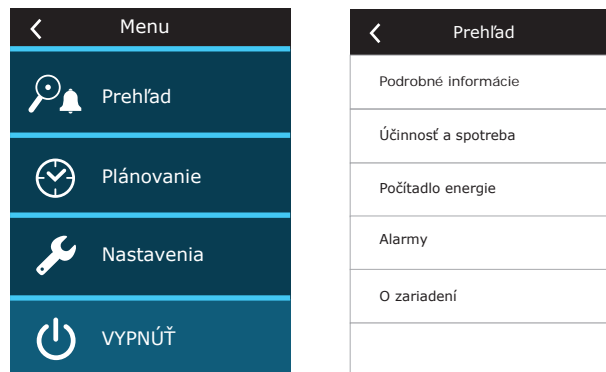 Menu
Prehľad
Plánovanie
Nastavenia
VYPNÚŤ
Prehľad
Podrobné informácie
Účinnosť a spotreba
Počítadlo energie
Alarmy
O zariadení